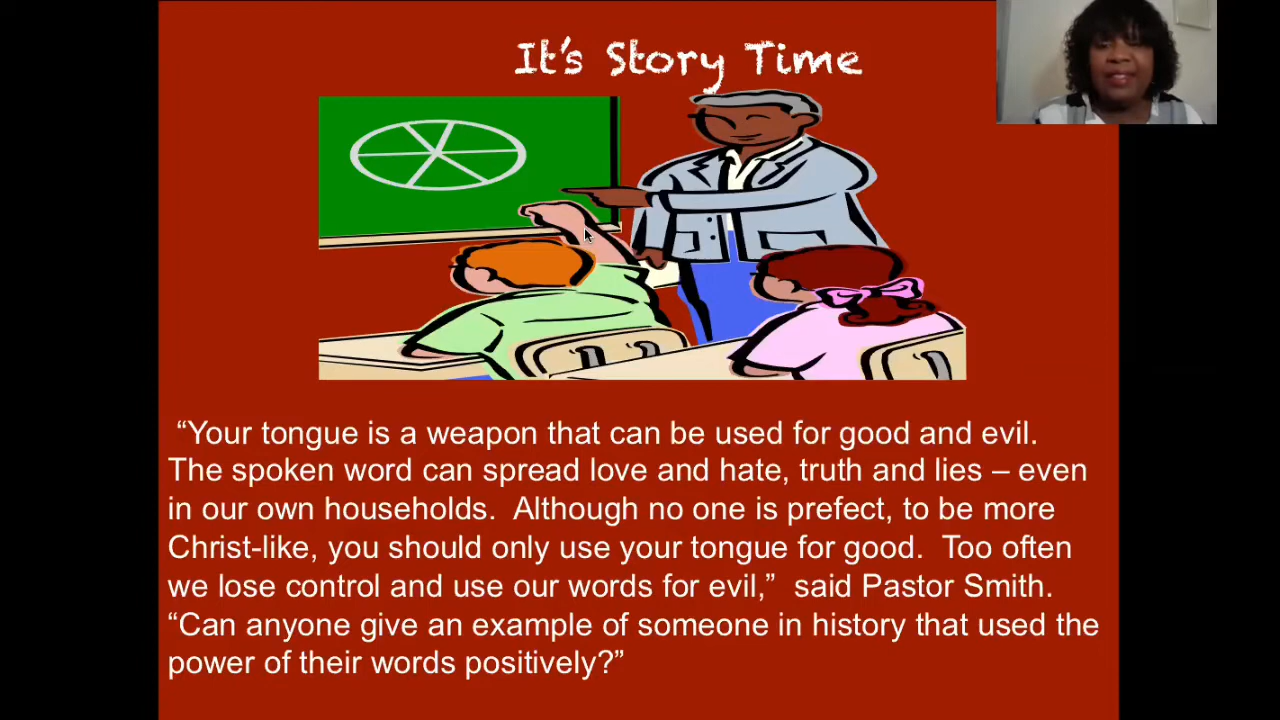 It's Story Time
“Your tongue is a weapon that can be used for good and evil.
The spoken word can spread love and hate, truth and lies – even
in our own households.  Although no one is prefect, to be more
Christ-like, you should only use your tongue for good.  Too often
we lose control and use our words for evil,”  said Pastor Smith.
“Can anyone give an example of someone in history that used the
power of their words positively?”